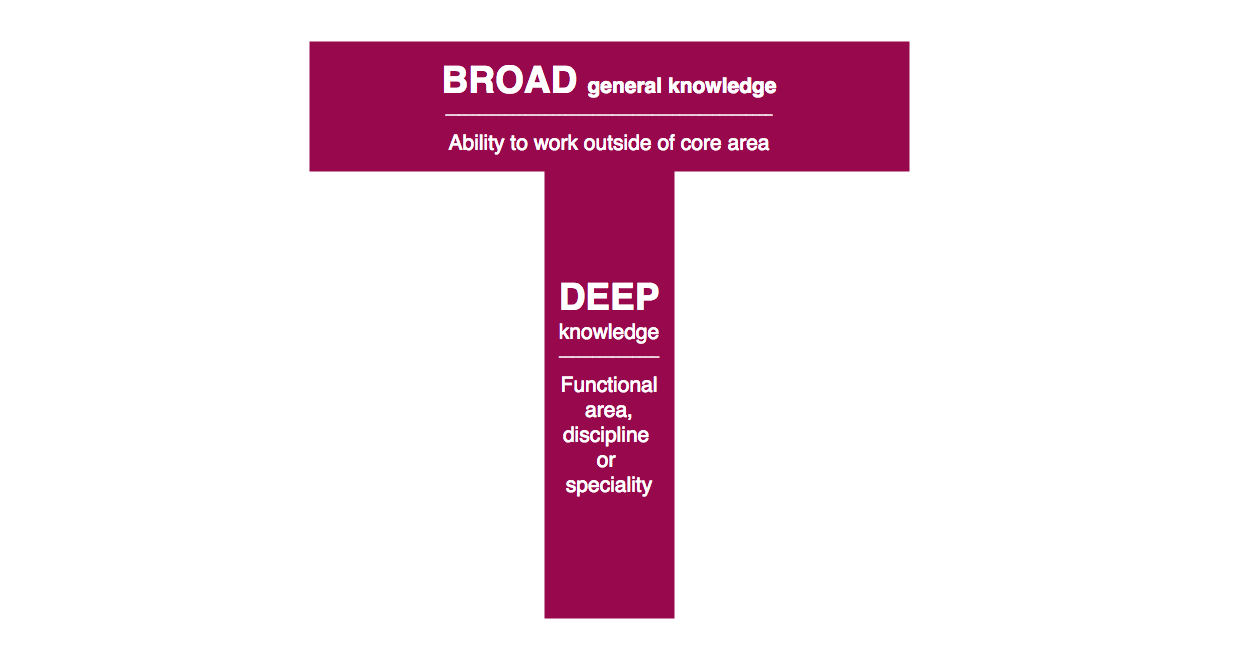 BROAD general knowledge
Ability to work outside of core area
DEEP
knowledge
Functional
area,
discipline
or
speciality